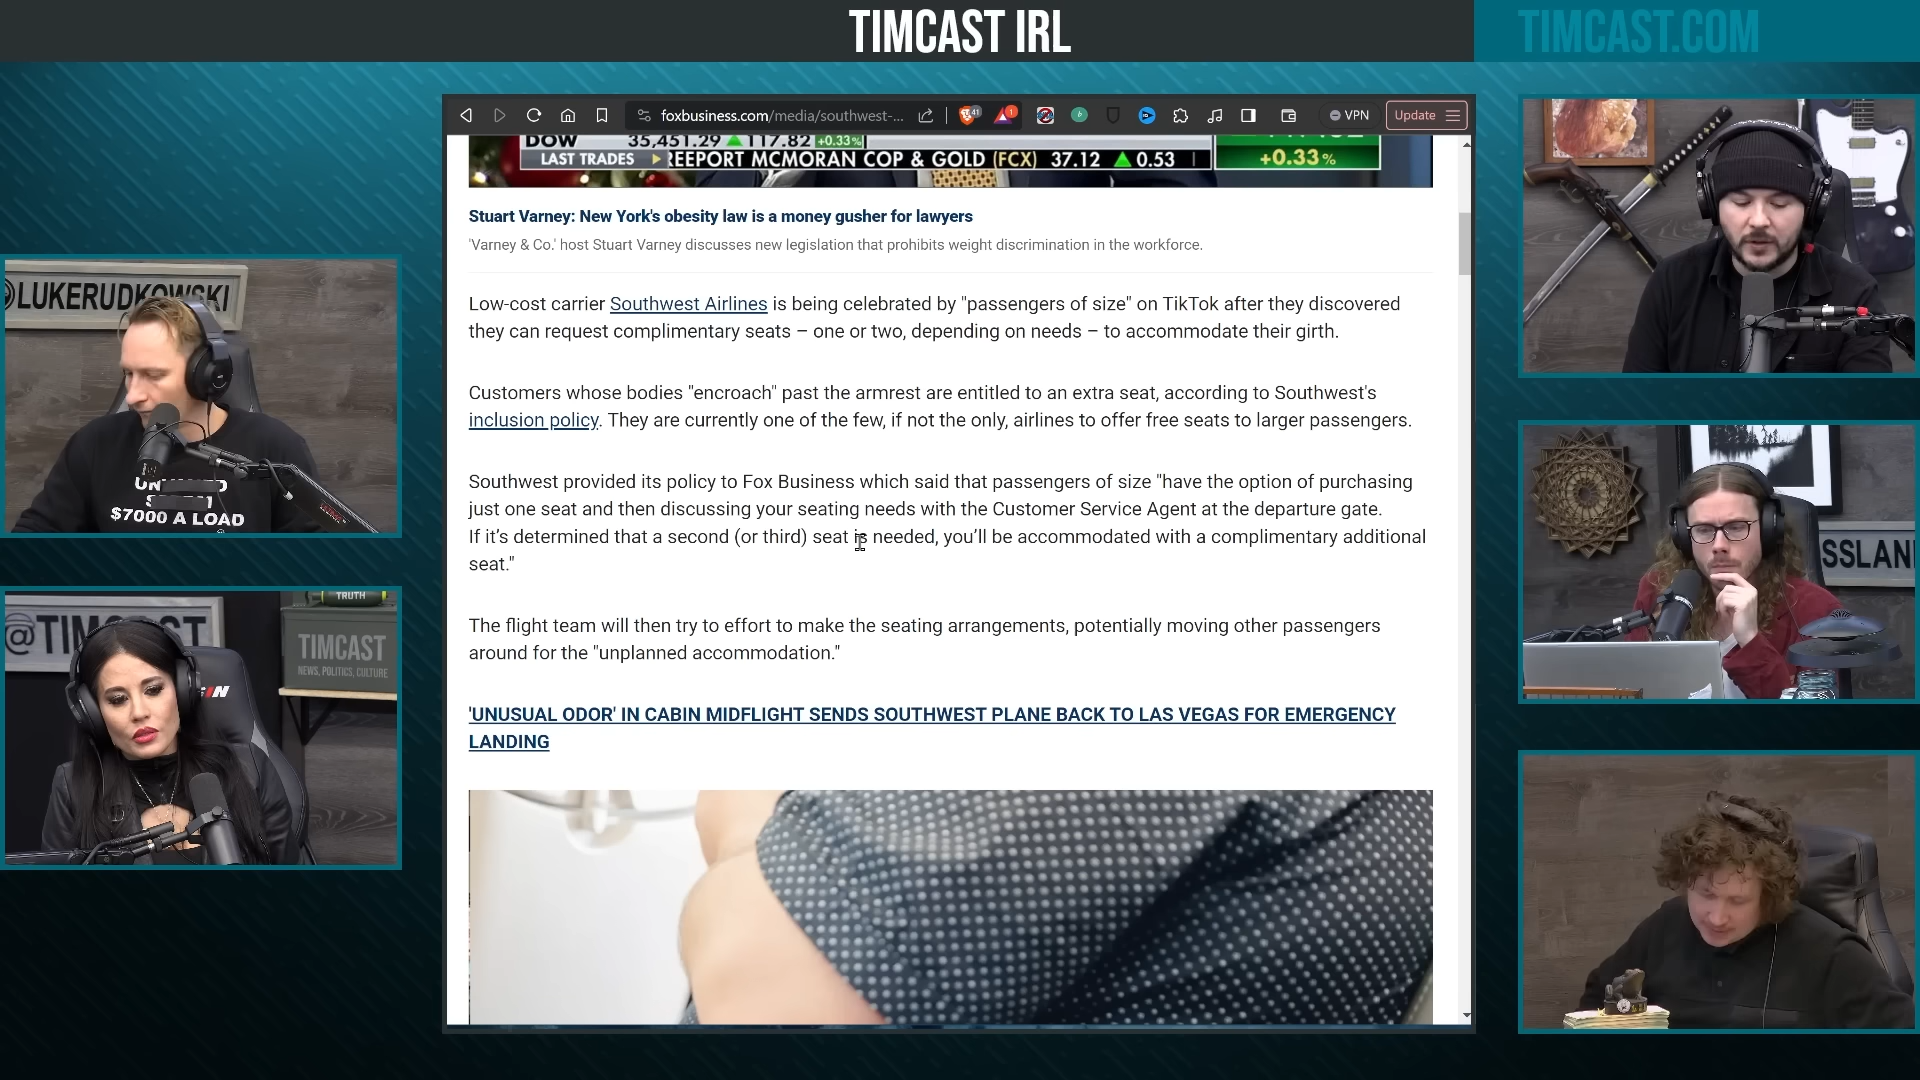 TIMCAST IRL
TIMCAST.COM
foxbusiness.com/media/southwest-...
41
1
VPN
Update
DOW 35,451.29 117.82 +0.33%
LAST TRADES REEPORT MCMORAN COP & GOLD (FCX) 37.12 0.53
+0.33%
Stuart Varney: New York's obesity law is a money gusher for lawyers
'Varney & Co.' host Stuart Varney discusses new legislation that prohibits weight discrimination in the workforce.
Low-cost carrier Southwest Airlines is being celebrated by "passengers of size" on TikTok after they discovered
they can request complimentary seats – one or two, depending on needs – to accommodate their girth.
Customers whose bodies "encroach" past the armrest are entitled to an extra seat, according to Southwest's
inclusion policy. They are currently one of the few, if not the only, airlines to offer free seats to larger passengers.
Southwest provided its policy to Fox Business which said that passengers of size "have the option of purchasing
just one seat and then discussing your seating needs with the Customer Service Agent at the departure gate.
If it’s determined that a second (or third) seat is needed, you’ll be accommodated with a complimentary additional
seat."
The flight team will then try to effort to make the seating arrangements, potentially moving other passengers
around for the "unplanned accommodation."
'UNUSUAL ODOR' IN CABIN MIDFLIGHT SENDS SOUTHWEST PLANE BACK TO LAS VEGAS FOR EMERGENCY
LANDING
@LUKERUDKOWSKI
$7000 A LOAD
@TIMCAST
TRUTH
TIMCAST
NEWS, POLITICS, CULTURE
SSLAN